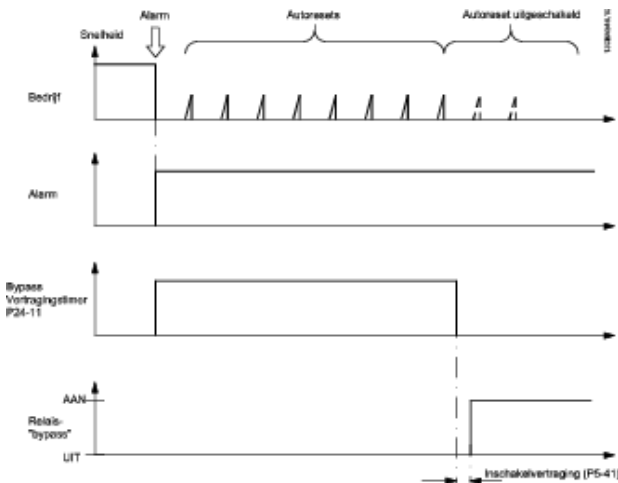 Snelheid
Alarm
Autoresets
Autoreset uitgeschakeld
Bedrijf
Alarm
Bypass
Vertragingstimer
P24-11
AAN
Relais-
"bypass"
UIT
Inschakelvertraging (P5-41)